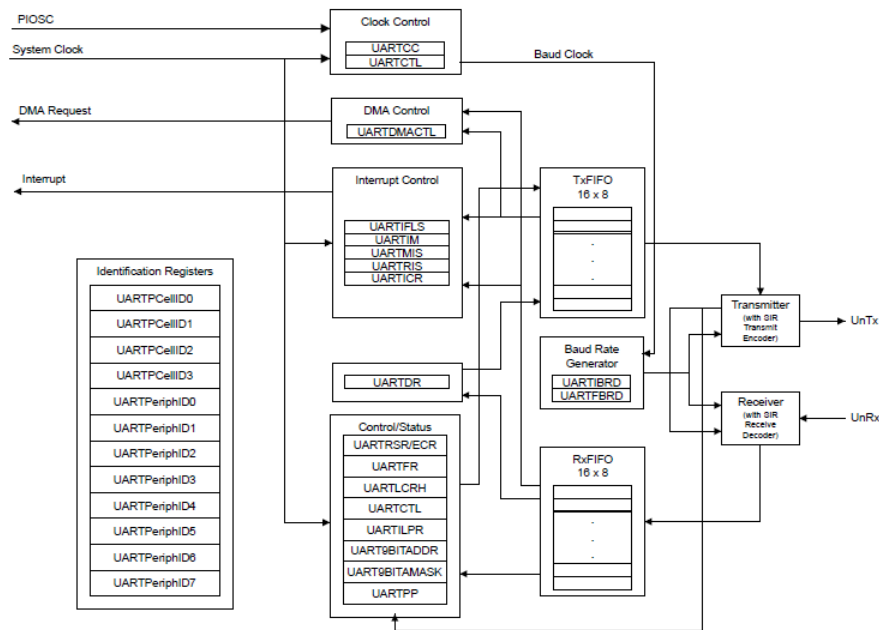 PIOSC
System Clock
Clock Control
UARTCC
UARTCTL
Baud Clock
DMA Request
DMA Control
UARTDMACTL
Interrupt
Interrupt Control
UARTIFLS
UARTIM
UARTMIS
UARTRIS
UARTICR
TxFIFO
16 x 8
.
.
.
Identification Registers
UARTPCellID0
UARTPCellID1
UARTPCellID2
UARTPCellID3
UARTPeriphID0
UARTPeriphID1
UARTPeriphID2
UARTPeriphID3
UARTPeriphID4
UARTPeriphID5
UARTPeriphID6
UARTPeriphID7
UARTDR
Baud Rate
Generator
UARTIBRD
UARTFBRD
Transmitter
(with SIR
Transmit
Encoder)
UnTx
Receiver
(with SIR
Receive
Decoder)
UnRx
Control/Status
UARTRSR/ECR
UARTFR
UARTLCRH
UARTCTL
UARTILPR
UART9BITADDR
UART9BITAMASK
UARTPP
RxFIFO
16 x 8
.
.
.